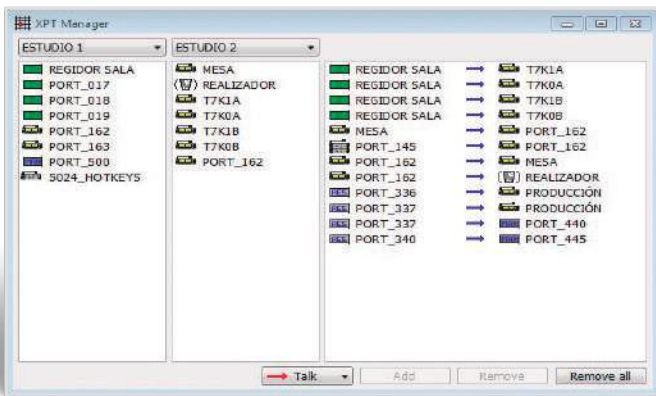 XPT Manager
ESTUDIO 1
ESTUDIO 2
REGIDOR SALA
PORT_017
PORT_018
PORT_019
PORT_162
PORT_163
PORT_500
5024_HOTKEYS
MESA
REALIZADOR
T7K1A
T7K0A
T7K1B
T7K0B
PORT_162
REGIDOR SALA → T7K1A
REGIDOR SALA → T7K0A
REGIDOR SALA → T7K1B
REGIDOR SALA → T7K0B
MESA → PORT_162
PORT_145 → PORT_162
PORT_162 → MESA
PORT_162 → REALIZADOR
PORT_336 → PRODUCCIÓN
PORT_337 → PRODUCCIÓN
PORT_337 → PORT_440
PORT_340 → PORT_445
Talk
Add
Remove
Remove all